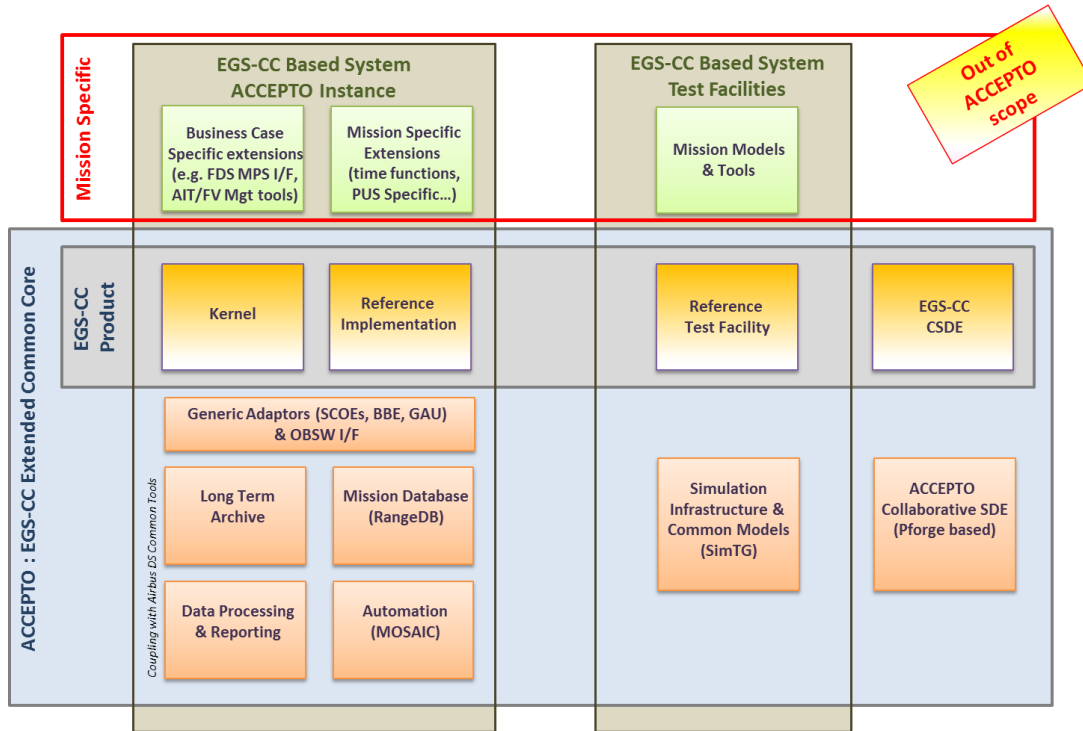 EGS-CC Based System
ACCEPTO Instance
EGS-CC Based System
Test Facilities
Out of
ACCEPTO
scope
Mission Specific
Business Case
Specific extensions
(e.g. FDS MPS I/F,
AIT/FV Mgt tools)
Mission Specific
Extensions
(time functions,
PUS Specific...)
Mission Models
& Tools
ACCEPTO : EGS-CC Extended Common Core
EGS-CC
Product
Kernel
Reference
Implementation
Reference
Test Facility
EGS-CC
CSDE
Generic Adaptors (SCOEs, BBE, GAU)
& OBSW I/F
Coupling with Airbus DS Common Tools
Long Term
Archive
Mission Database
(RangeDB)
Simulation
Infrastructure &
Common Models
(SimTG)
ACCEPTO
Collaborative SDE
(Pforge based)
Data Processing
& Reporting
Automation
(MOSAIC)